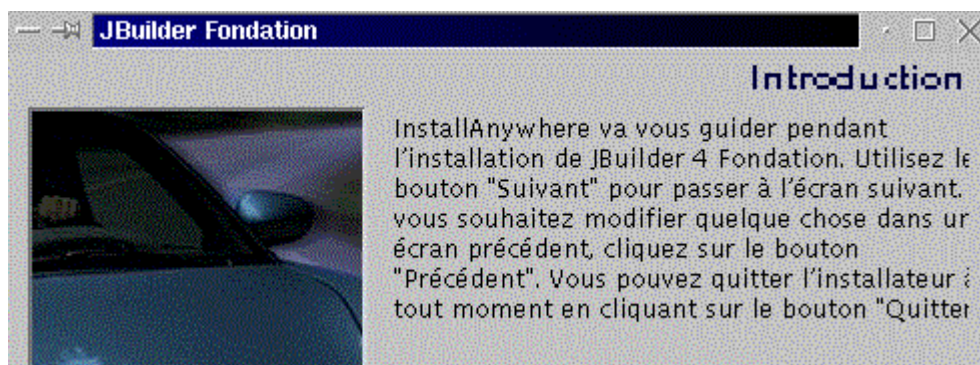 JBuilder Fondation
Introduction
InstallAnywhere va vous guider pendant
l'installation de JBuilder 4 Fondation. Utilisez le
bouton "Suivant" pour passer à l'écran suivant.
vous souhaitez modifier quelque chose dans un
écran précédent, cliquez sur le bouton
"Précédent". Vous pouvez quitter l'installateur à
tout moment en cliquant sur le bouton "Quitter